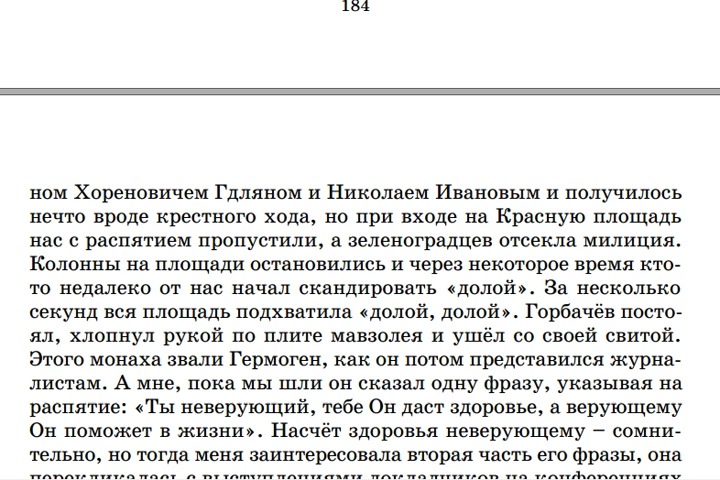 184
ном Хореновичем Гдляном и Николаем Ивановым и получилось
нечто вроде крестного хода, но при входе на Красную площадь
нас с распятием пропустили, а зеленоградцев отсекла милиция.
Колонны на площади остановились и через некоторое время кто-
то недалеко от нас начал скандировать «долой». За несколько
секунд вся площадь подхватила «долой, долой». Горбачёв посто-
ял, хлопнул рукой по плите мавзолея и ушёл со своей свитой.
Этого монаха звали Гермоген, как он потом представился журна-
листам. А мне, пока мы шли он сказал одну фразу, указывая на
распятие: «Ты неверующий, тебе Он даст здоровье, а верующему
Он поможет в жизни». Насчёт здоровья неверующему – сомни-
тельно, но тогда меня заинтересовала вторая часть его фразы, она
перекликалась с выступлениями докладчиков на конференциях